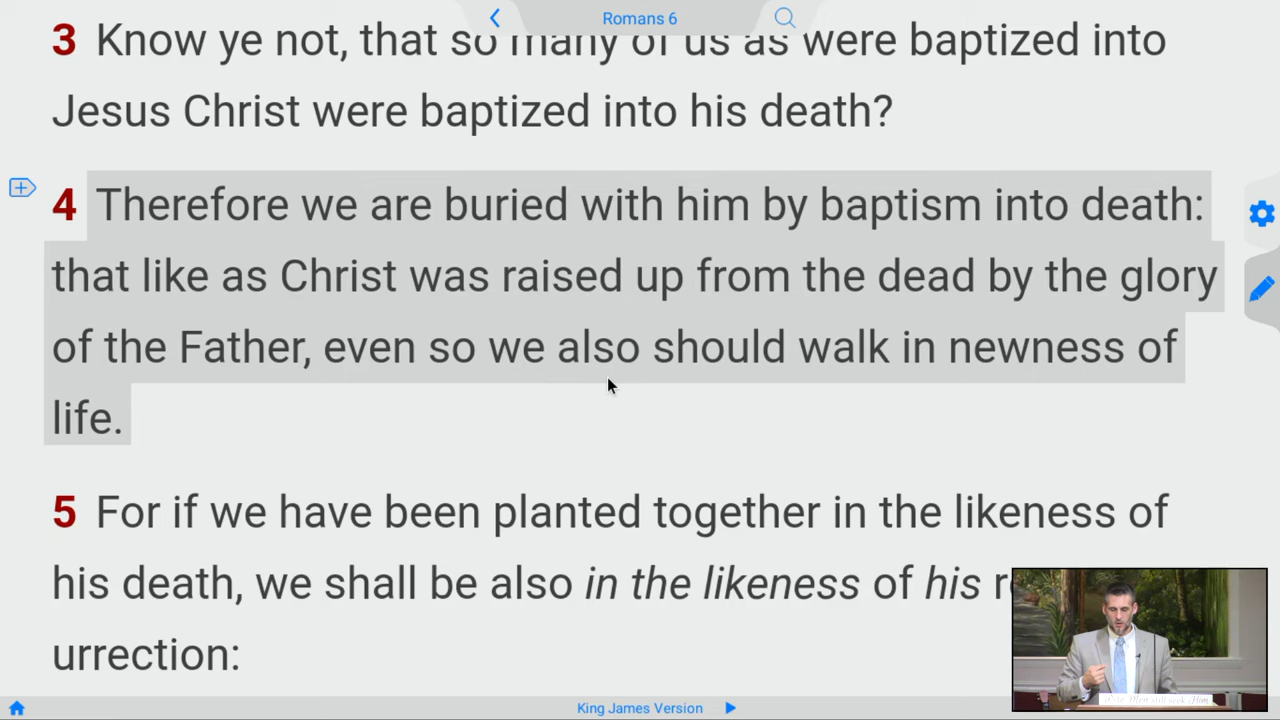 Romans 6
3 Know ye not, that so many of us as were baptized into
Jesus Christ were baptized into his death?
4 Therefore we are buried with him by baptism into death:
that like as Christ was raised up from the dead by the glory
of the Father, even so we also should walk in newness of
life.
5 For if we have been planted together in the likeness of
his death, we shall be also in the likeness of his
urrection:
Men still seek Him
King James Version